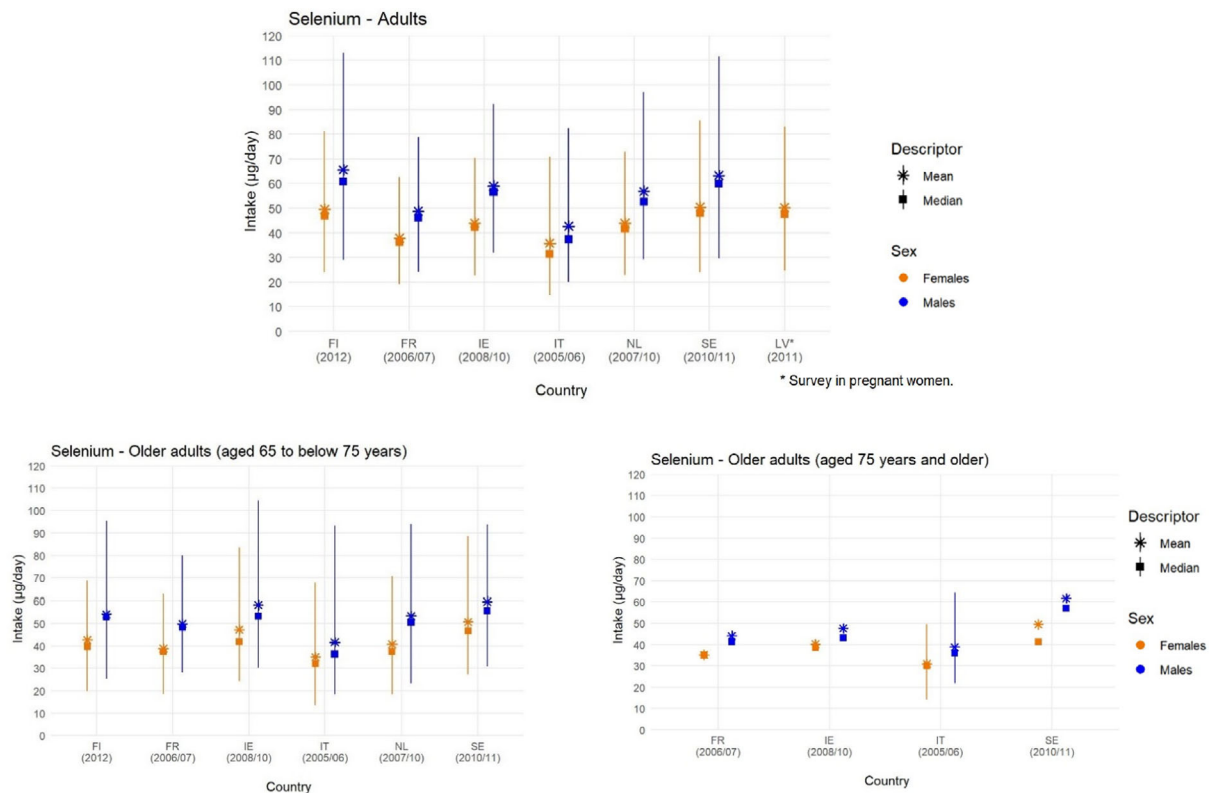 Selenium - Adults
120
110
100
90
80
70
60
50
40
30
20
10
0
Intake (µg/day)
FI FR IE IT NL SE LV*
(2012) (2006/07) (2008/10) (2005/06) (2007/10) (2010/11) (2011)
Country
* Survey in pregnant women.
Descriptor
Mean
Median
Sex
Females
Males
Selenium - Older adults (aged 65 to below 75 years)
120
110
100
90
80
70
60
50
40
30
20
10
0
Intake (µg/day)
FI FR IE IT NL SE
(2012) (2006/07) (2008/10) (2005/06) (2007/10) (2010/11)
Country
Selenium - Older adults (aged 75 years and older)
120
110
100
90
80
70
60
50
40
30
20
10
0
Intake (µg/day)
FR IE IT SE
(2006/07) (2008/10) (2005/06) (2010/11)
Country
Descriptor
Mean
Median
Sex
Females
Males